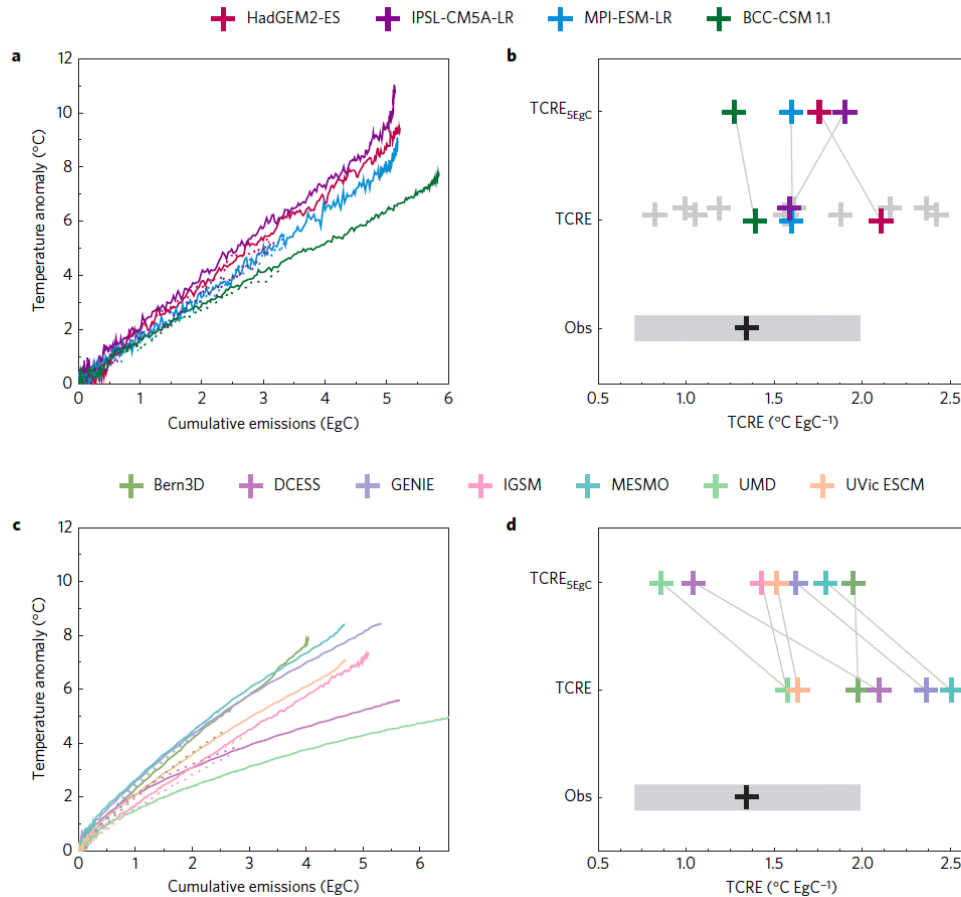 HadGEM2-ES IPSL-CM5A-LR MPI-ESM-LR BCC-CSM 1.1
a
12
10
8
6
4
2
0
Temperature anomaly (°C)
0 1 2 3 4 5 6
Cumulative emissions (EgC)
b
TCRE5EgC
TCRE
Obs
0.5 1.0 1.5 2.0 2.5
TCRE (°C EgC⁻¹)
Bern3D DCESS GENIE IGSM MESMO UMD UVic ESCM
c
12
10
8
6
4
2
0
Temperature anomaly (°C)
0 1 2 3 4 5 6
Cumulative emissions (EgC)
d
TCRE5EgC
TCRE
Obs
0.5 1.0 1.5 2.0 2.5
TCRE (°C EgC⁻¹)